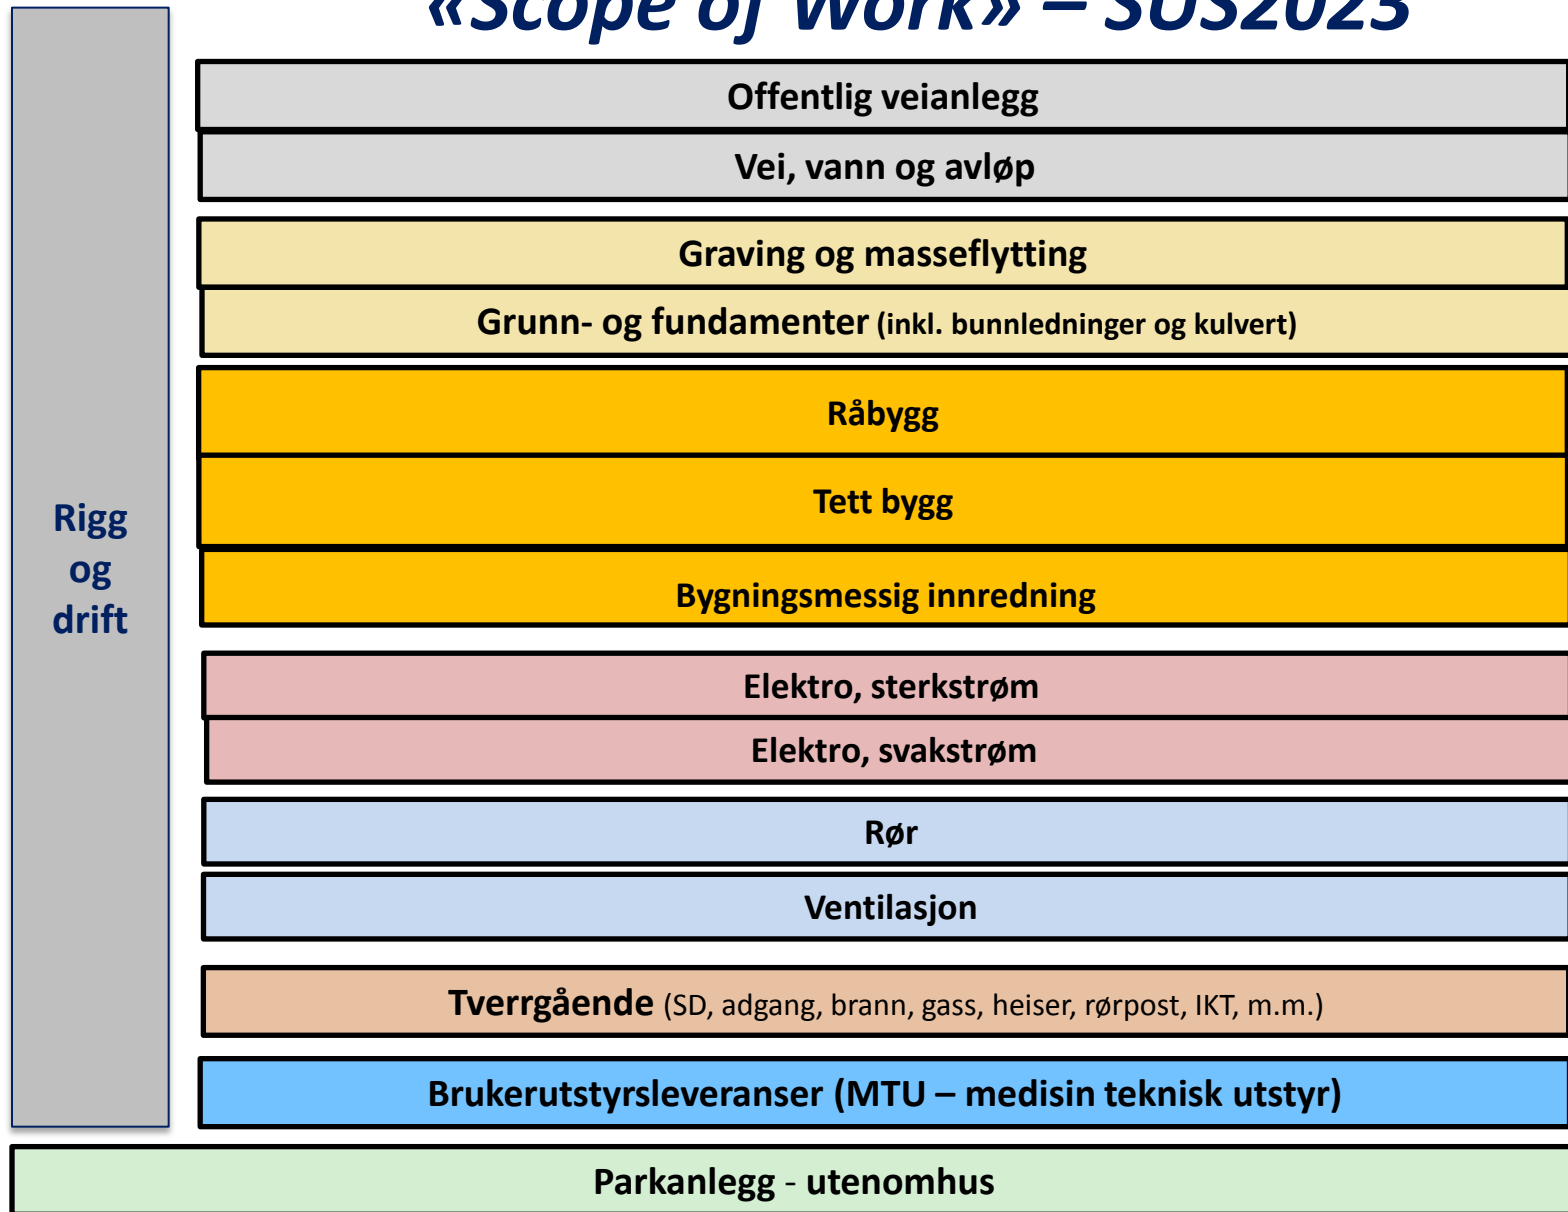 «Scope of Work» – SUS2023
Offentlig veianlegg
Vei, vann og avløp
Graving og masseflytting
Grunn- og fundamenter (inkl. bunnledninger og kulvert)
Råbygg
Tett bygg
Bygningsmessig innredning
Rigg
og
drift
Elektro, sterkstrøm
Elektro, svakstrøm
Rør
Ventilasjon
Tverrgående (SD, adgang, brann, gass, heiser, rørpost, IKT, m.m.)
Brukerutstyrsleveranser (MTU – medisin teknisk utstyr)
Parkanlegg - utenomhus